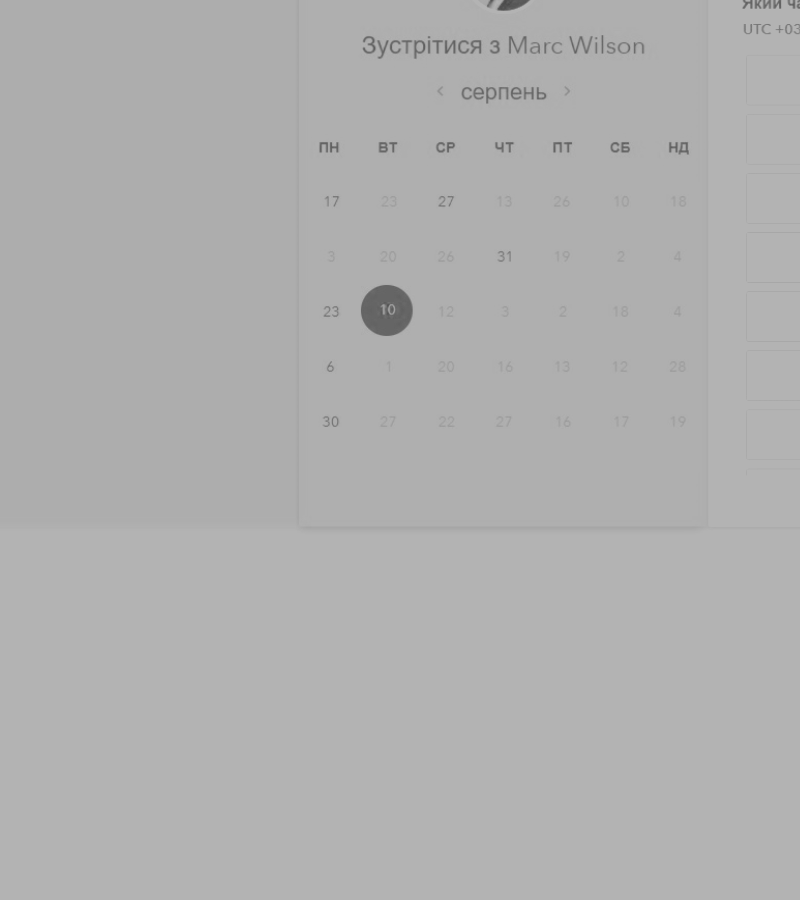 Зустрітися з Marc Wilson
серпень
ПН ВТ СР ЧТ ПТ СБ НД
17 23 27 13 26 10 18
3 20 26 31 19 2 4
23 10 12 3 2 18 4
6 1 20 16 13 12 28
30 27 22 27 16 17 19
Який
UTC +03